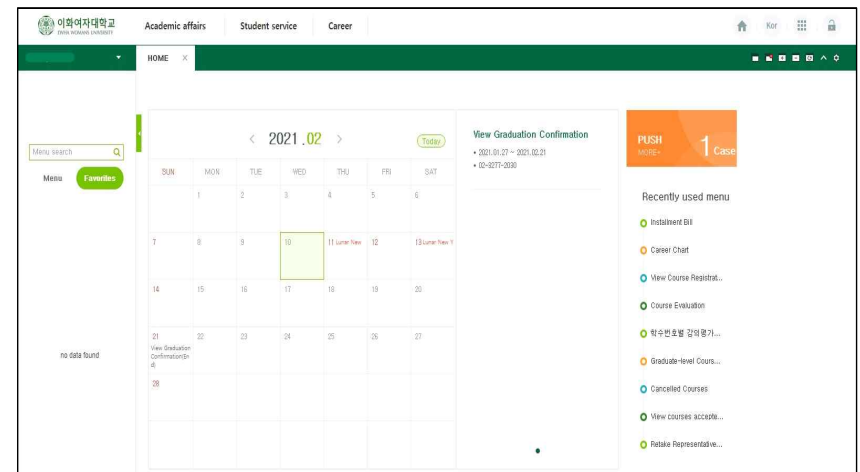 이화여자대학교
EWHA WOMANS UNIVERSITY
Academic affairs
Student service
Career
Kor
HOME X
Menu search
Menu
Favorites
no data found
< 2021.02 >
Today
SUN MON TUE WED THU FRI SAT
1 2 3 4 5 6
7 8 9 10 11 Lunar New 12 13 Lunar New Y
14 15 16 17 18 19 20
21 22 23 24 25 26 27
View Graduation
Confirmation(En
d)
28
View Graduation Confirmation
• 2021.01.27 ~ 2021.02.21
• 02-3277-2030
PUSH
MORE+
1 Case
Recently used menu
Installment Bill
Career Chart
View Course Registrat...
Course Evaluation
학수번호별 강의평가...
Graduate-level Cours...
Cancelled Courses
View courses accepte...
Retake Representative...